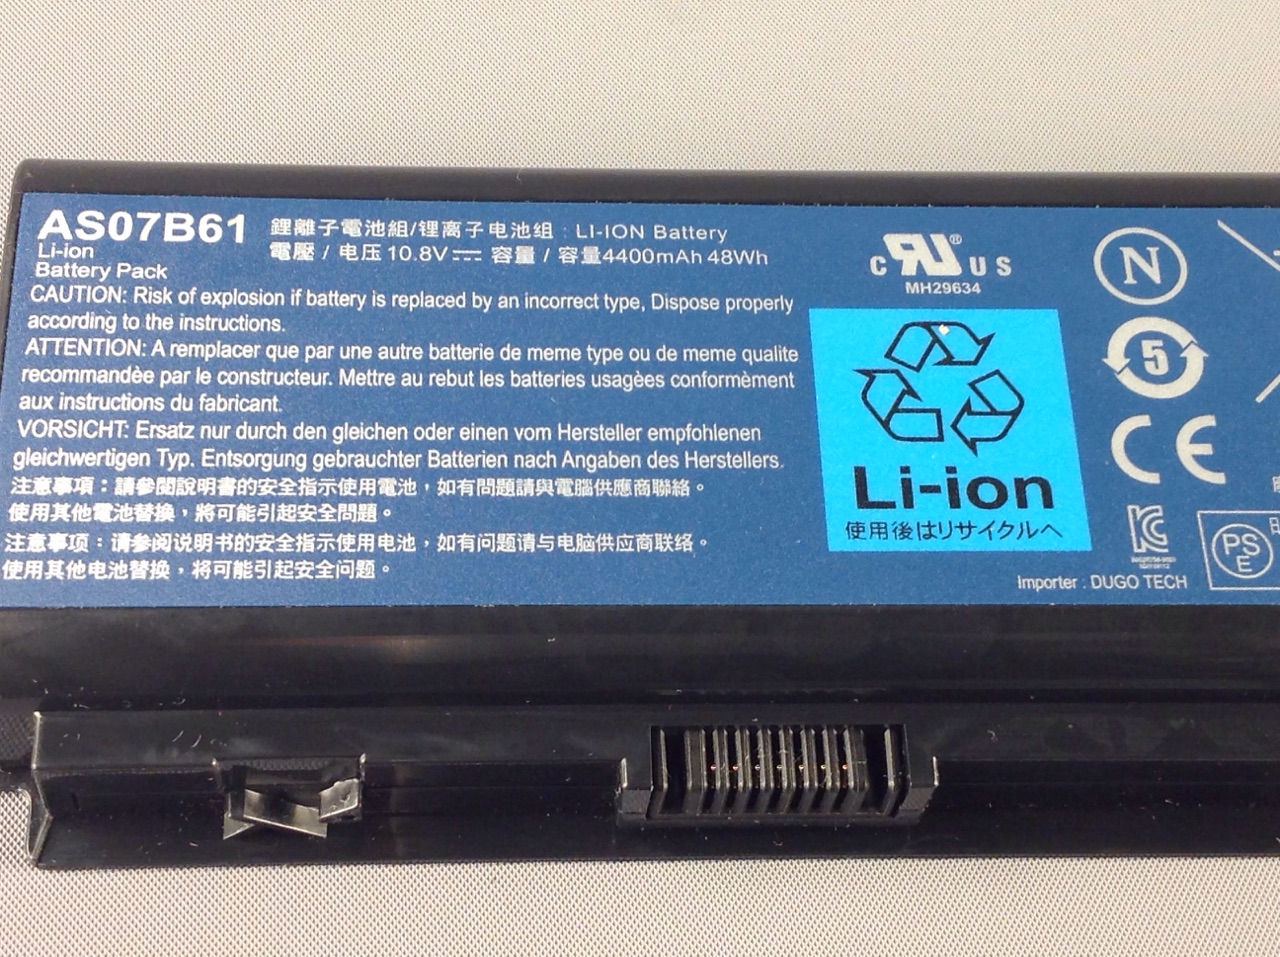 AS07B61
Li-ion
Battery Pack
鋰離子電池組/锂离子电池组 : LI-ION Battery
電壓 / 电压 10.8V⎓ 容量 / 容量4400mAh 48Wh
CAUTION: Risk of explosion if battery is replaced by an incorrect type, Dispose properly
according to the instructions.
ATTENTION: A remplacer que par une autre batterie de meme type ou de meme qualite
recommandèe par le constructeur. Mettre au rebut les batteries usagèes conformèment
aux instructions du fabricant.
VORSICHT: Ersatz nur durch den gleichen oder einen vom Hersteller empfohlenen
gleichwertigen Typ. Entsorgung gebrauchter Batterien nach Angaben des Herstellers.
注意事項：請參閱說明書的安全指示使用電池，如有問題請與電腦供應商聯絡。
使用其他電池替換，將可能引起安全問題。
注意事项：请参阅说明书的安全指示使用电池，如有问题请与电脑供应商联络。
使用其他电池替换，将可能引起安全问题。
C RU® US
MH29634
Li-ion
使用後はリサイクルへ
N
5
CE
PS
E
Importer : DUGO TECH